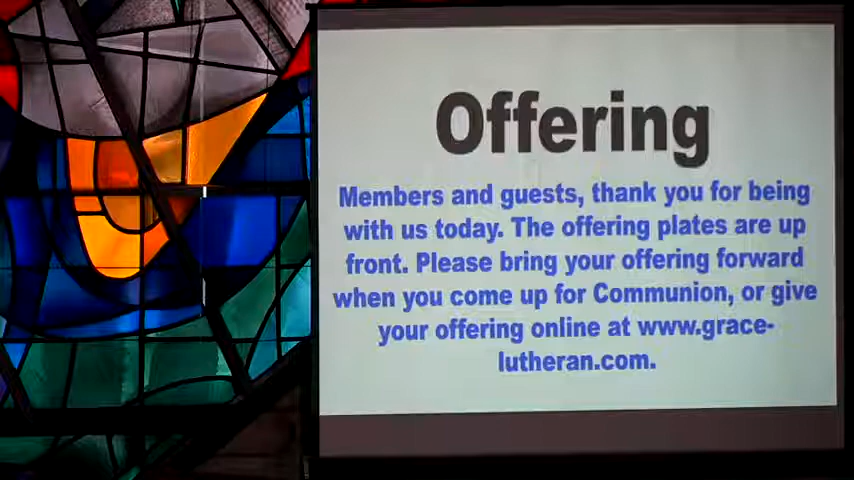 Offering
Members and guests, thank you for being
with us today. The offering plates are up
front. Please bring your offering forward
when you come up for Communion, or give
your offering online at www.grace-
lutheran.com.